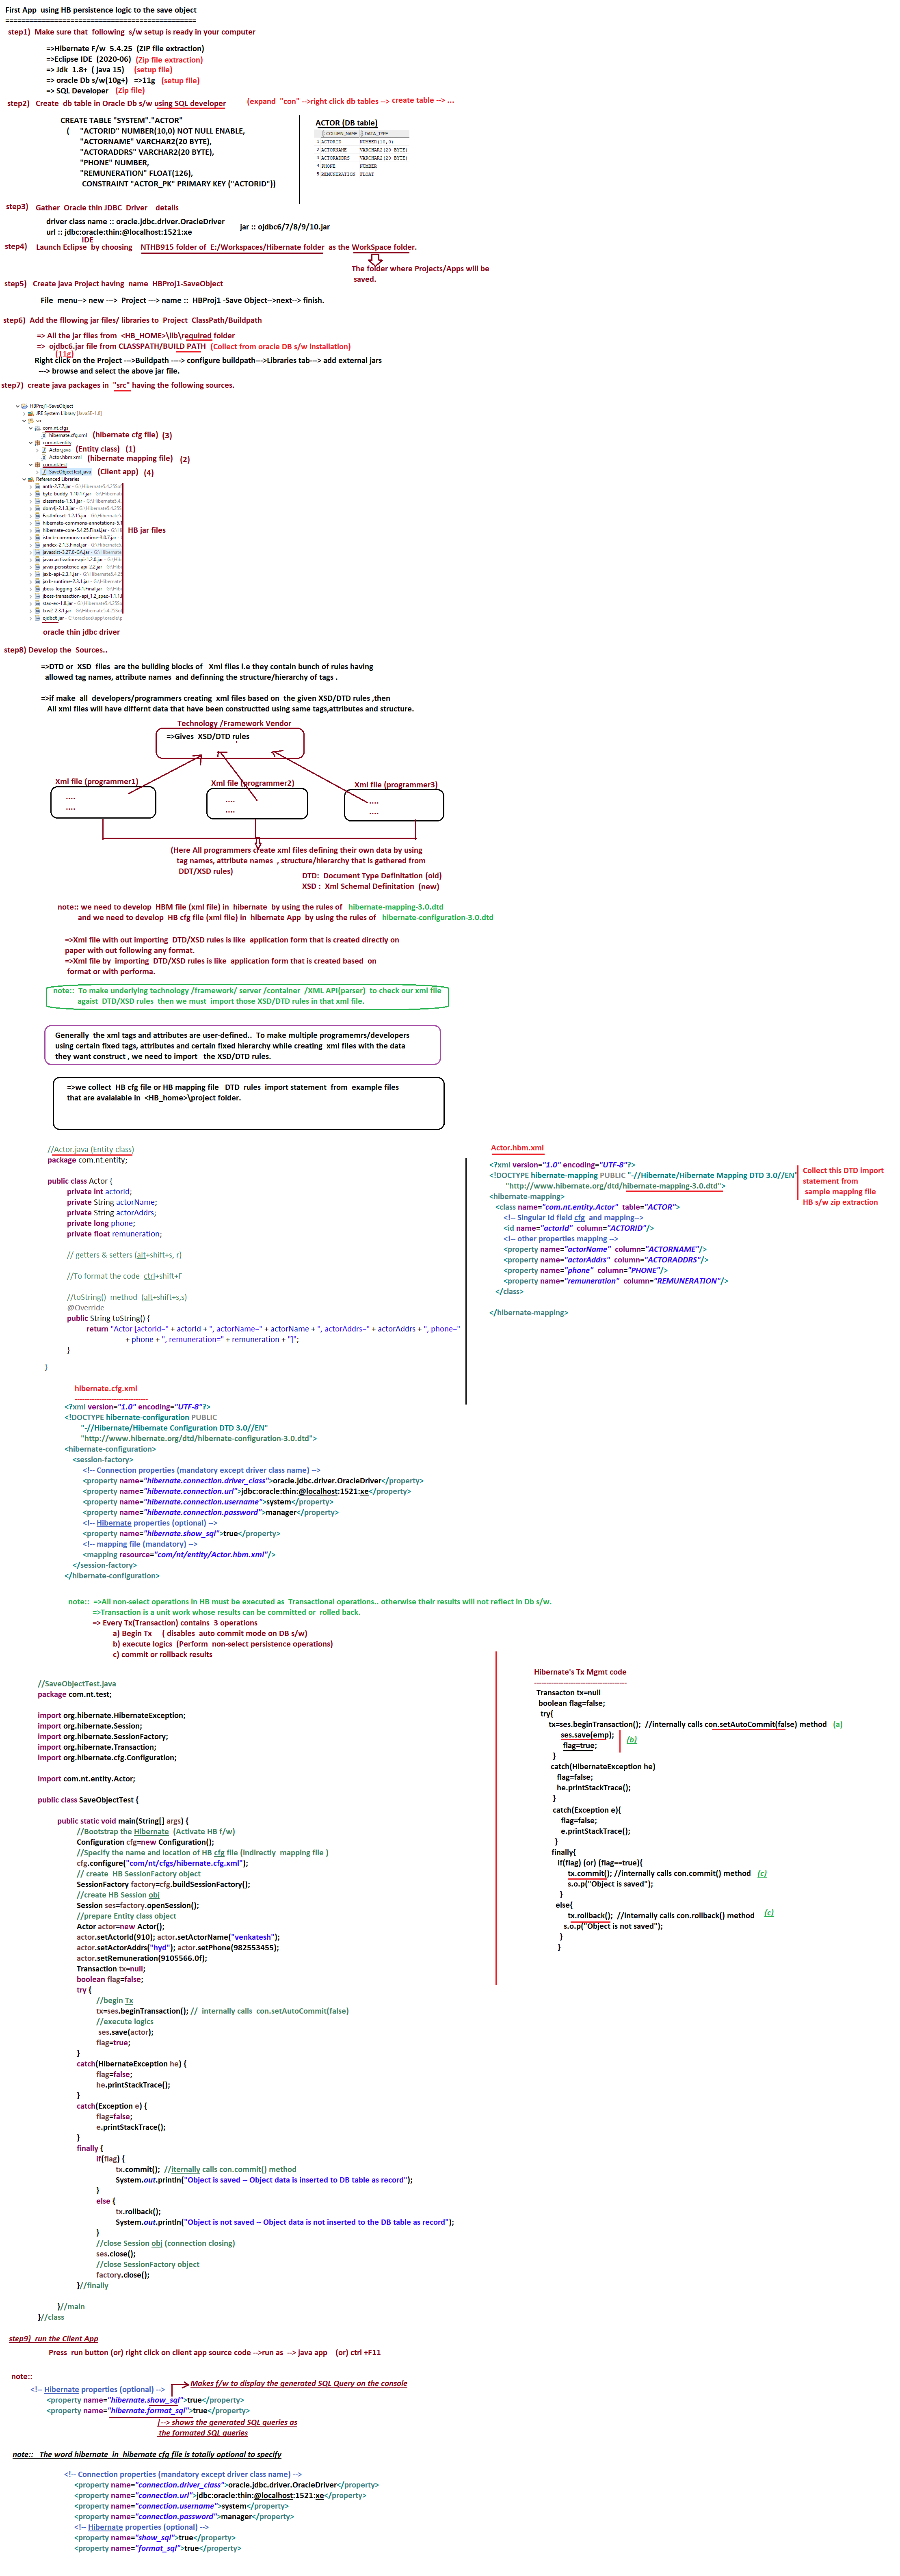 First App  using HB persistence logic to the save object
================================================
step1)  Make sure that  following  s/w setup is ready in your computer
=>Hibernate F/w  5.4.25  (ZIP file extraction)
=>Eclipse IDE  (2020-06)  (Zip file extraction)
=> Jdk  1.8+  ( java 15)     (setup file)
=> oracle Db s/w(10g+)   =>11g   (setup file)
=> SQL Developer   (Zip file)
step2)   Create  db table in Oracle Db s/w using SQL developer          (expand  "con" -->right click db tables --> create table --> ...
CREATE TABLE "SYSTEM"."ACTOR"
(     "ACTORID" NUMBER(10,0) NOT NULL ENABLE,
"ACTORNAME" VARCHAR2(20 BYTE),
"ACTORADDRS" VARCHAR2(20 BYTE),
"PHONE" NUMBER,
"REMUNERATION" FLOAT(126),
CONSTRAINT "ACTOR_PK" PRIMARY KEY ("ACTORID"))
ACTOR (DB table)
COLUMN_NAME  DATA_TYPE
1 ACTORID  NUMBER(10,0)
2 ACTORNAME  VARCHAR2(20 BYTE)
3 ACTORADDRS  VARCHAR2(20 BYTE)
4 PHONE  NUMBER
5 REMUNERATION  FLOAT
step3)   Gather  Oracle thin JDBC  Driver   details
driver class name :: oracle.jdbc.driver.OracleDriver
url :: jdbc:oracle:thin:@localhost:1521:xe
jar :: ojdbc6/7/8/9/10.jar
IDE
step4)   Launch Eclipse  by choosing   NTHB915 folder of  E:/Workspaces/Hibernate folder  as the WorkSpace folder.
The folder where Projects/Apps will be
saved.
step5)   Create java Project having  name  HBProj1-SaveObject
File  menu--> new --->  Project  ---> name ::  HBProj1 -Save Object-->next--> finish.
step6)   Add the fllowing jar files/ libraries to  Project  ClassPath/Buildpath
=> All the jar files from  <HB_HOME>\lib\required folder
=>  ojdbc6.jar file from CLASSPATH/BUILD PATH  (Collect from oracle DB s/w installation)
(11g)
Right click on the Project --->Buildpath ----> configure buildpath--->Libraries tab---> add external jars
---> browse and select the above jar file.
step7)  create java packages in  "src" having the following sources.
HBProj1-SaveObject
JRE System Library [JavaSE-1.8]
src
com.nt.cfgs
hibernate.cfg.xml   (hibernate cfg file)  (3)
com.nt.entity
Actor.java   (Entity class)   (1)
Actor.hbm.xml   (hibernate mapping file)   (2)
com.nt.test
SaveObjectTest.java   (Client app)   (4)
Referenced Libraries
antlr-2.7.7.jar - G:\Hibernate5.4.25Final
byte-buddy-1.10.17.jar - G:\Hibernate
classmate-1.5.1.jar - G:\Hibernate5.4.
dom4j-2.1.3.jar - G:\Hibernate5.4.25S
FastInfoset-1.2.15.jar - G:\Hibernate5
hibernate-commons-annotations-5.1
hibernate-core-5.4.25.Final.jar - G:\H
HB jar files
istack-commons-runtime-3.0.7.jar - G
jandex-2.1.3.Final.jar - G:\Hibernate5.
javassist-3.27.0-GA.jar - G:\Hibernate
javax.activation-api-1.2.0.jar - G:\Hib
javax.persistence-api-2.2.jar - G:\Hibe
jaxb-api-2.3.1.jar - G:\Hibernate5.4.25
jaxb-runtime-2.3.1.jar - G:\Hibernate
jboss-logging-3.4.1.Final.jar - G:\Hib
jboss-transaction-api_1.2_spec-1.1.1.
stax-ex-1.8.jar - G:\Hibernate5.4.25Sa
txw2-2.3.1.jar - G:\Hibernate5.4.25Fin
ojdbc6.jar - C:\oraclexe\app\oracle\p
oracle thin jdbc driver
step8) Develop the  Sources..
=>DTD or  XSD  files  are the building blocks of   Xml files i.e they contain bunch of rules having
allowed tag names, attribute names  and definning the structure/hierarchy of tags .
=>if make  all  developers/programmers creating  xml files based on  the given XSD/DTD rules ,then
All xml files will have differnt data that have been constructted using same tags,attributes and structure.
Technology /Framework Vendor
=>Gives  XSD/DTD rules
Xml file (programmer1)
Xml file (programmer2)
Xml file (programmer3)
....
....
....
....
....
....
(Here All programmers create xml files defining their own data by using
tag names, attribute names  , structure/hierarchy that is gathered from
DDT/XSD rules)
DTD:  Document Type Definitation (old)
XSD :  Xml Schemal Definitation  (new)
note:: we need to develop  HBM file (xml file) in  hibernate  by using the rules of   hibernate-mapping-3.0.dtd
and we need to develop  HB cfg file (xml file) in  hibernate App  by using the rules of   hibernate-configuration-3.0.dtd
=>Xml file with out importing  DTD/XSD rules is like  application form that is created directly on
paper with out following any format.
=>Xml file by  importing  DTD/XSD rules is like  application form that is created based  on
format or with performa.
note::  To make underlying technology /framework/ server /container  /XML API(parser)  to check our xml file
agaist  DTD/XSD rules  then we must  import those XSD/DTD rules in that xml file.
Generally  the xml tags and attributes are user-defined..  To make multiple programemrs/developers
using certain fixed tags, attributes and certain fixed hierarchy while creating  xml files with the data
they want construct , we need to import   the XSD/DTD rules.
=>we collect  HB cfg file or HB mapping file   DTD  rules  import statement  from  example files
that are avaialable in  <HB_home>\project folder.
//Actor.java (Entity class)
package com.nt.entity;
public class Actor {
private int actorId;
private String actorName;
private String actorAddrs;
private long phone;
private float remuneration;
// getters & setters (alt+shift+s, r)
//To format the code  ctrl+shift+F
//toString()  method  (alt+shift+s,s)
@Override
public String toString() {
return "Actor [actorId=" + actorId + ", actorName=" + actorName + ", actorAddrs=" + actorAddrs + ", phone="
+ phone + ", remuneration=" + remuneration + "]";
}
}
Actor.hbm.xml
<?xml version="1.0" encoding="UTF-8"?>
<!DOCTYPE hibernate-mapping PUBLIC "-//Hibernate/Hibernate Mapping DTD 3.0//EN"
"http://www.hibernate.org/dtd/hibernate-mapping-3.0.dtd">
<hibernate-mapping>
<class name="com.nt.entity.Actor"  table="ACTOR">
<!-- Singular Id field cfg  and mapping-->
<id name="actorId"  column="ACTORID"/>
<!-- other properties mapping -->
<property name="actorName"  column="ACTORNAME"/>
<property name="actorAddrs"  column="ACTORADDRS"/>
<property name="phone"  column="PHONE"/>
<property name="remuneration"  column="REMUNERATION"/>
</class>
</hibernate-mapping>
Collect this DTD import
statement from
sample mapping file
HB s/w zip extraction
hibernate.cfg.xml
------------------------------
<?xml version="1.0" encoding="UTF-8"?>
<!DOCTYPE hibernate-configuration PUBLIC
"-//Hibernate/Hibernate Configuration DTD 3.0//EN"
"http://www.hibernate.org/dtd/hibernate-configuration-3.0.dtd">
<hibernate-configuration>
<session-factory>
<!-- Connection properties (mandatory except driver class name) -->
<property name="hibernate.connection.driver_class">oracle.jdbc.driver.OracleDriver</property>
<property name="hibernate.connection.url">jdbc:oracle:thin:@localhost:1521:xe</property>
<property name="hibernate.connection.username">system</property>
<property name="hibernate.connection.password">manager</property>
<!-- Hibernate properties (optional) -->
<property name="hibernate.show_sql">true</property>
<!-- mapping file (mandatory) -->
<mapping resource="com/nt/entity/Actor.hbm.xml"/>
</session-factory>
</hibernate-configuration>
note::  =>All non-select operations in HB must be executed as  Transactional operations.. otherwise their results will not reflect in Db s/w.
=>Transaction is a unit work whose results can be committed or  rolled back.
=> Every Tx(Transaction) contains  3 operations
a) Begin Tx     ( disables  auto commit mode on DB s/w)
b) execute logics  (Perform  non-select persistence operations)
c) commit or rollback results
//SaveObjectTest.java
package com.nt.test;
import org.hibernate.HibernateException;
import org.hibernate.Session;
import org.hibernate.SessionFactory;
import org.hibernate.Transaction;
import org.hibernate.cfg.Configuration;
import com.nt.entity.Actor;
public class SaveObjectTest {
public static void main(String[] args) {
//Bootstrap the Hibernate  (Activate HB f/w)
Configuration cfg=new Configuration();
//Specify the name and location of HB cfg file (indirectly  mapping file )
cfg.configure("com/nt/cfgs/hibernate.cfg.xml");
// create  HB SessionFactory object
SessionFactory factory=cfg.buildSessionFactory();
//create HB Session obj
Session ses=factory.openSession();
//prepare Entity class object
Actor actor=new Actor();
actor.setActorId(910); actor.setActorName("venkatesh");
actor.setActorAddrs("hyd"); actor.setPhone(982553455);
actor.setRemuneration(9105566.0f);
Transaction tx=null;
boolean flag=false;
try {
//begin Tx
tx=ses.beginTransaction(); //  internally calls  con.setAutoCommit(false)
//execute logics
ses.save(actor);
flag=true;
}
catch(HibernateException he) {
flag=false;
he.printStackTrace();
}
catch(Exception e) {
flag=false;
e.printStackTrace();
}
finally {
if(flag) {
tx.commit();  //iternally calls con.commit() method
System.out.println("Object is saved -- Object data is inserted to DB table as record");
}
else {
tx.rollback();
System.out.println("Object is not saved -- Object data is not inserted to the DB table as record");
}
//close Session obj (connection closing)
ses.close();
//close SessionFactory object
factory.close();
}//finally
}//main
}//class
Hibernate's Tx Mgmt code
--------------------------------------
Transacton tx=null
boolean flag=false;
try{
tx=ses.beginTransaction();  //internally calls con.setAutoCommit(false) method   (a)
ses.save(emp);
(b)
flag=true;
}
catch(HibernateException he)
flag=false;
he.printStackTrace();
}
catch(Exception e){
flag=false;
e.printStackTrace();
}
finally{
if(flag) (or) (flag==true){
tx.commit(); //internally calls con.commit() method   (c)
s.o.p("Object is saved");
}
else{
tx.rollback();  //internally calls con.rollback() method   (c)
s.o.p("Object is not saved");
}
}
step9)  run the Client App
Press  run button (or) right click on client app source code -->run as  --> java app    (or) ctrl +F11
note::
<!-- Hibernate properties (optional) -->   Makes f/w to display the generated SQL Query on the console
<property name="hibernate.show_sql">true</property>
<property name="hibernate.format_sql">true</property>
|--> shows the generated SQL queries as
the formated SQL queries
note::   The word hibernate  in  hibernate cfg file is totally optional to specify
<!-- Connection properties (mandatory except driver class name) -->
<property name="connection.driver_class">oracle.jdbc.driver.OracleDriver</property>
<property name="connection.url">jdbc:oracle:thin:@localhost:1521:xe</property>
<property name="connection.username">system</property>
<property name="connection.password">manager</property>
<!-- Hibernate properties (optional) -->
<property name="show_sql">true</property>
<property name="format_sql">true</property>